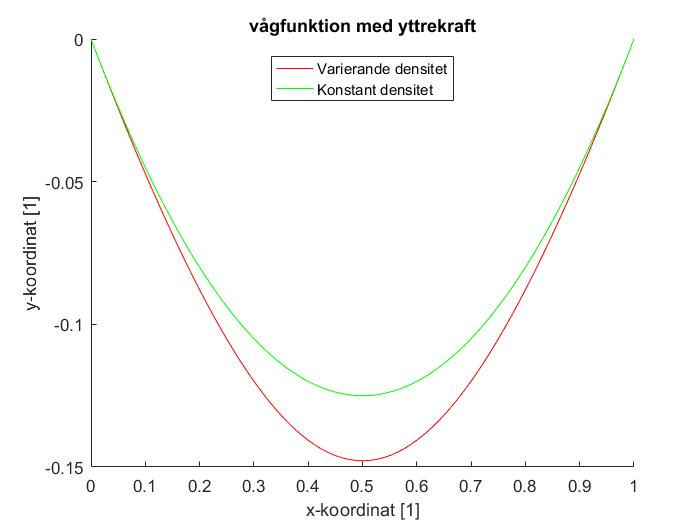 vågfunktion med yttrekraft
Varierande densitet
Konstant densitet
0
-0.05
-0.1
-0.15
y-koordinat [1]
0 0.1 0.2 0.3 0.4 0.5 0.6 0.7 0.8 0.9 1
x-koordinat [1]